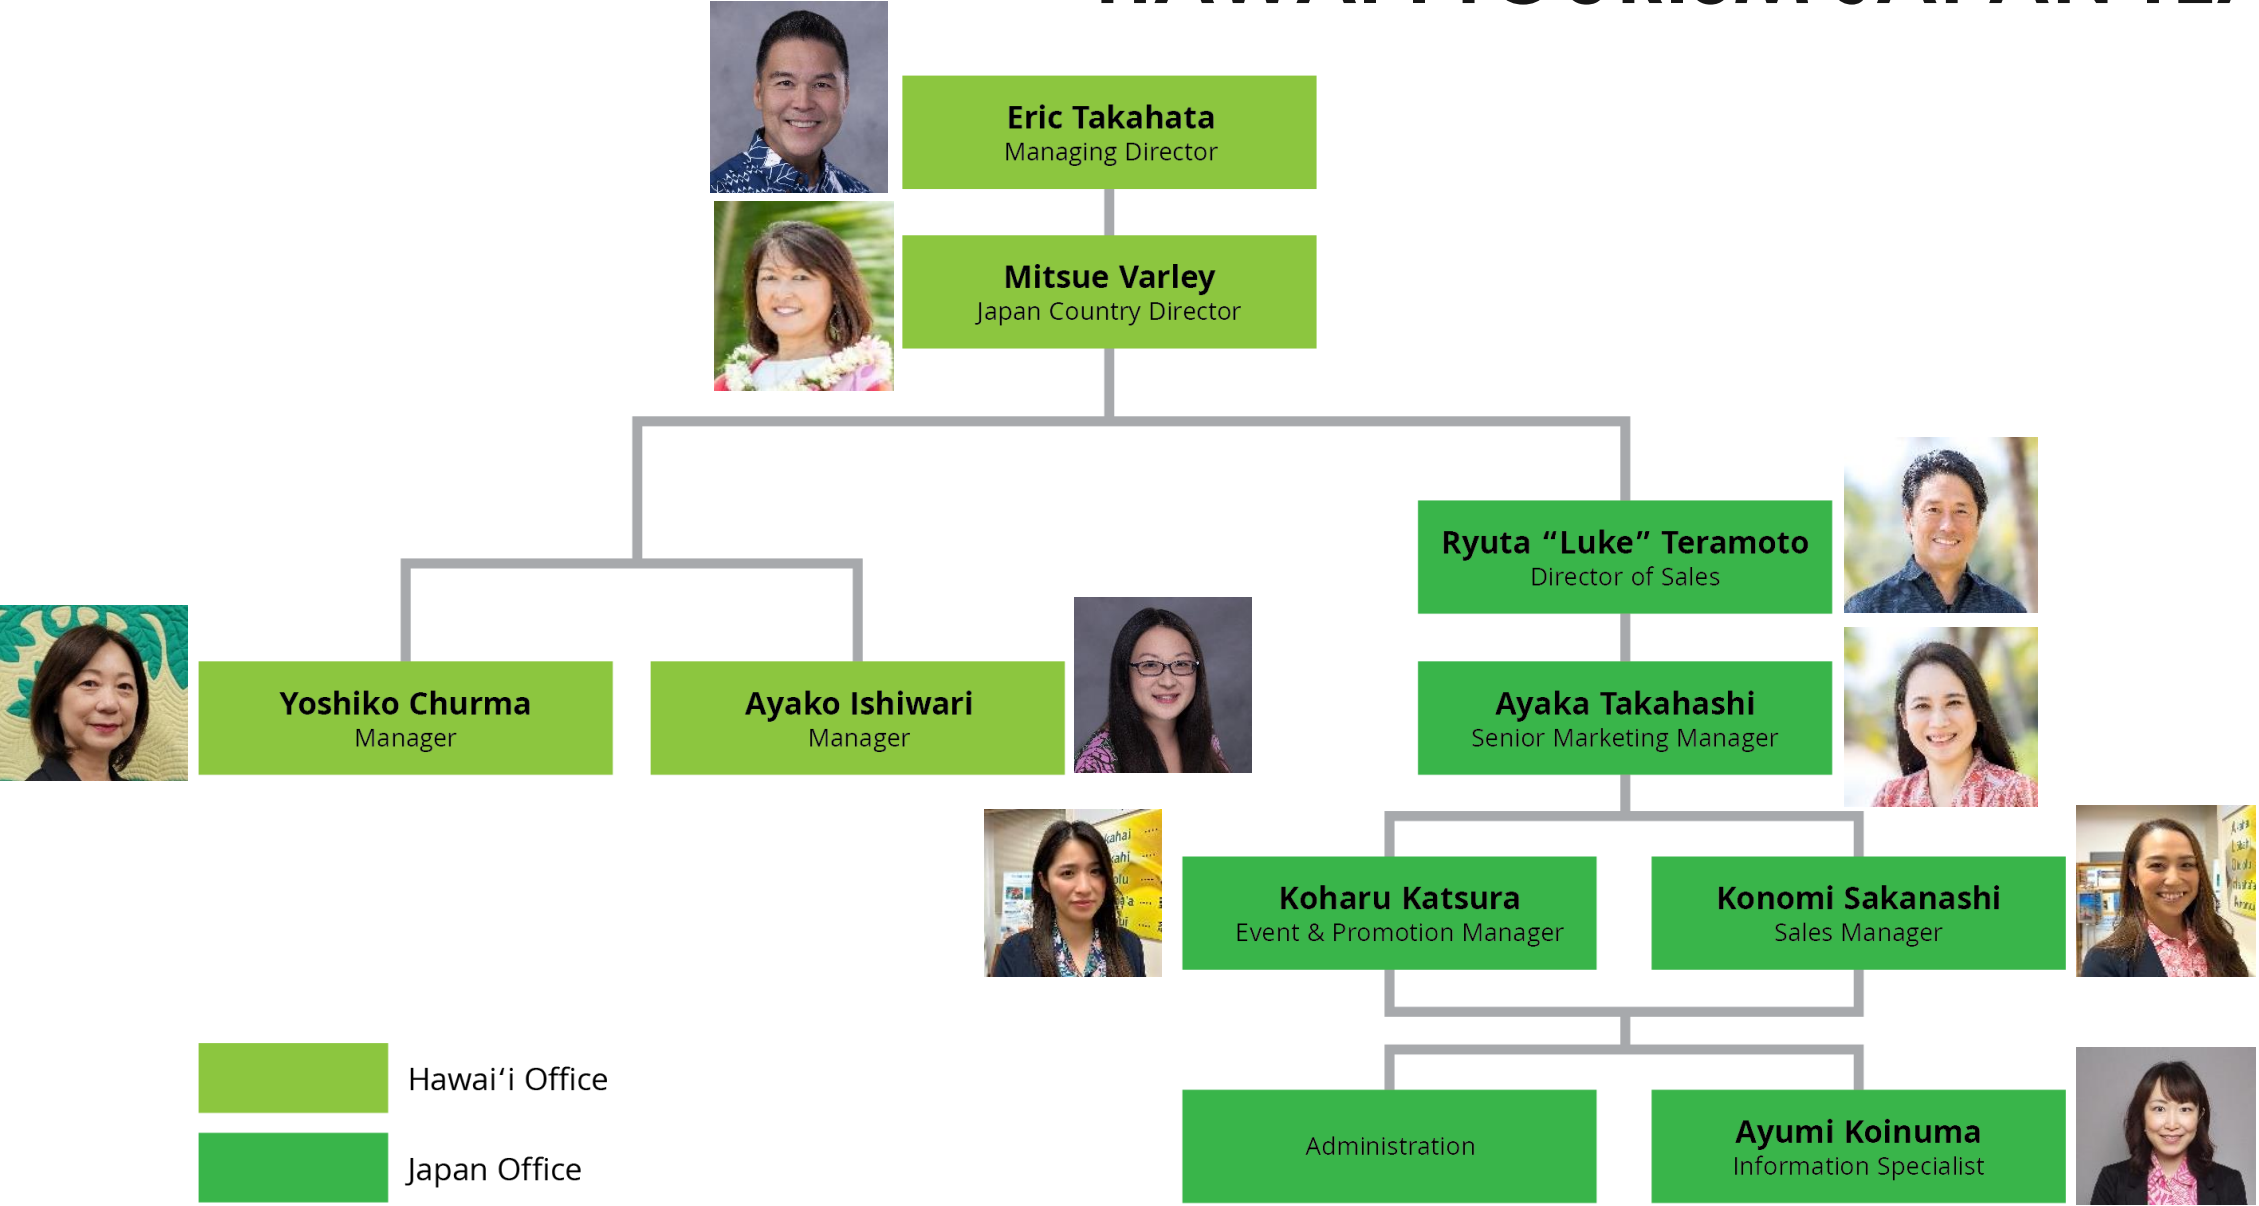 Eric Takahata
Managing Director
Mitsue Varley
Japan Country Director
Ryuta “Luke” Teramoto
Director of Sales
Yoshiko Churma
Manager
Ayako Ishiwari
Manager
Ayaka Takahashi
Senior Marketing Manager
Koharu Katsura
Event & Promotion Manager
Konomi Sakanashi
Sales Manager
Administration
Ayumi Koinuma
Information Specialist
Hawai‘i Office
Japan Office